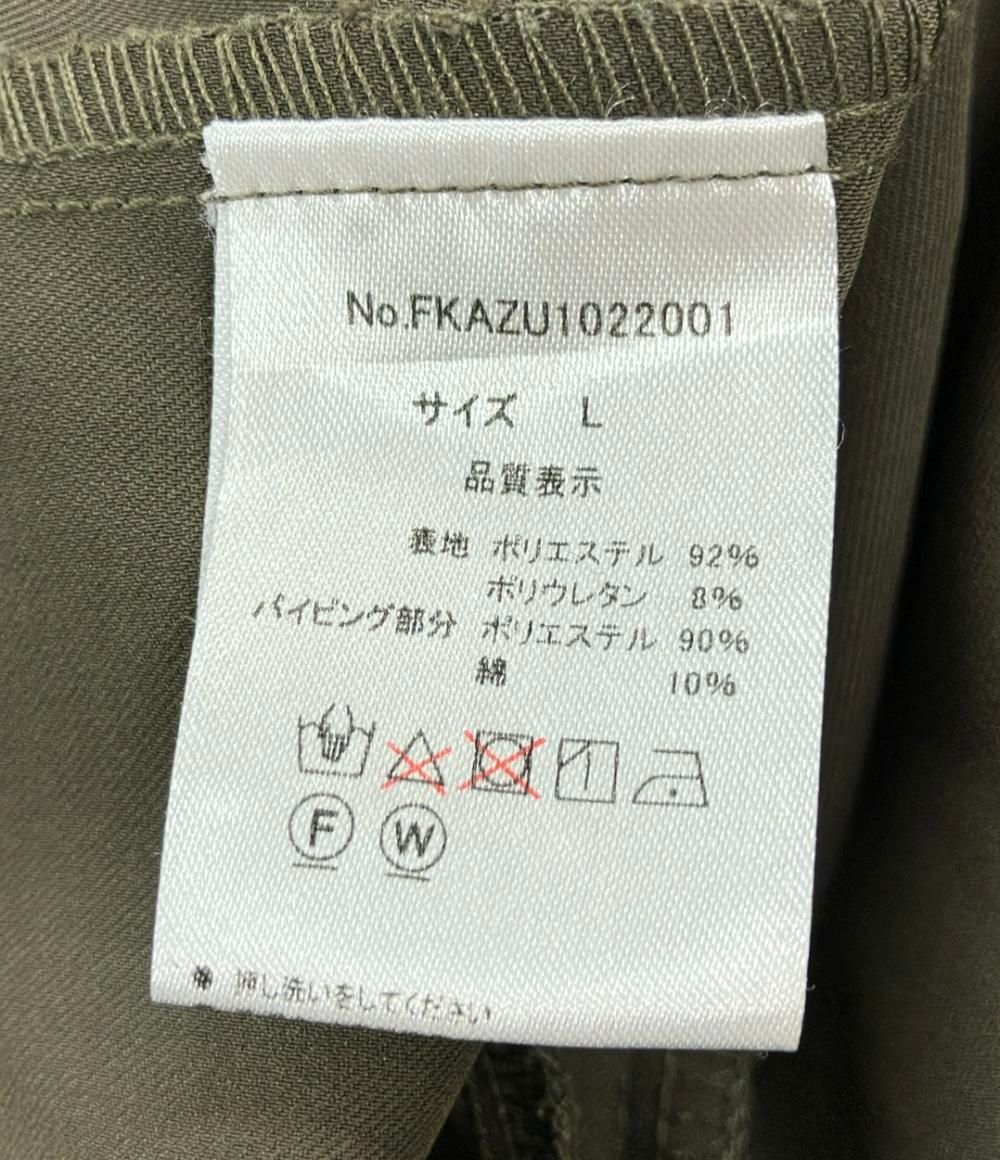 No.FKAZU1022001
サイズ L
品質表示
表地 ポリエステル 92%
ポリウレタン 8%
パイピング部分 ポリエステル 90%
綿 10%
F W
※ 押し洗いをしてください